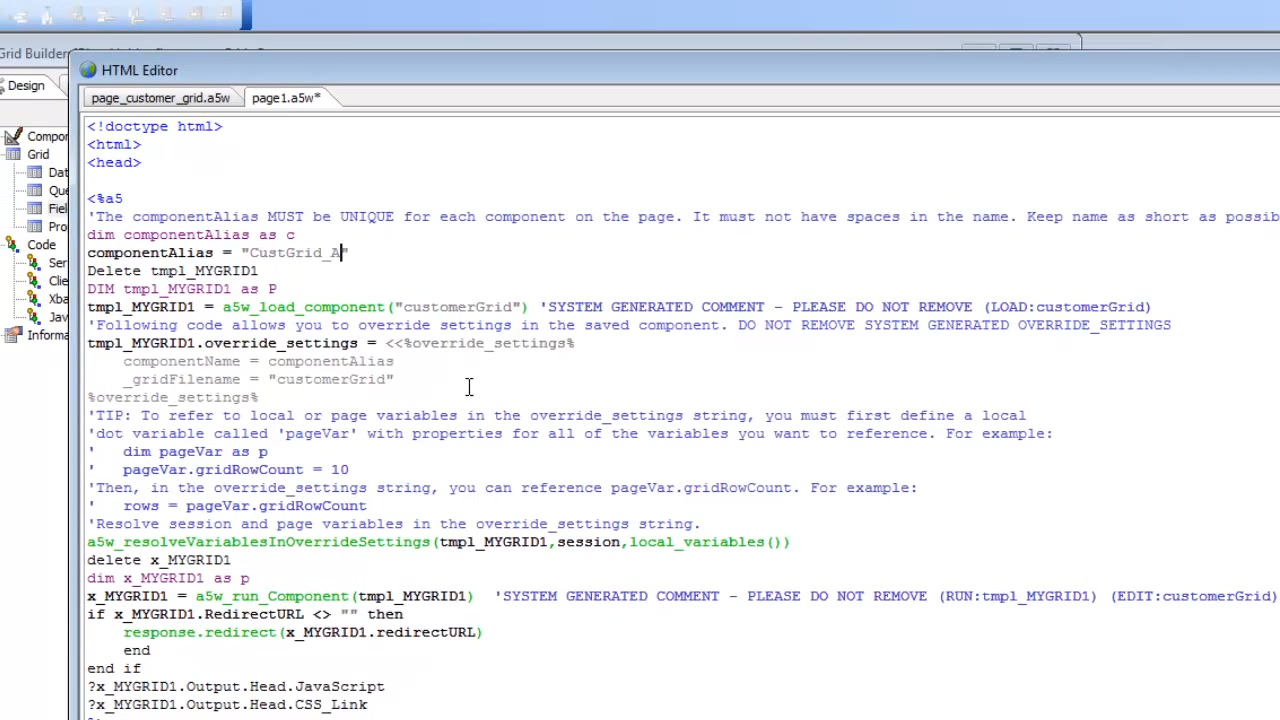 Grid Builder
HTML Editor
Design
page_customer_grid.a5w
page1.a5w*
Compo
Grid
Dat
Que
Fiel
Pro
Code
Ser
Clie
Xba
Jav
Informa
<!doctype html>
<html>
<head>
<%a5
'The componentAlias MUST be UNIQUE for each component on the page. It must not have spaces in the name. Keep name as short as possib
dim componentAlias as c
componentAlias = "CustGrid_A"
Delete tmpl_MYGRID1
DIM tmpl_MYGRID1 as P
tmpl_MYGRID1 = a5w_load_component("customerGrid") 'SYSTEM GENERATED COMMENT - PLEASE DO NOT REMOVE (LOAD:customerGrid)
'Following code allows you to override settings in the saved component. DO NOT REMOVE SYSTEM GENERATED OVERRIDE_SETTINGS
tmpl_MYGRID1.override_settings = <<%override_settings%
componentName = componentAlias
_gridFilename = "customerGrid"
%override_settings%
'TIP: To refer to local or page variables in the override_settings string, you must first define a local
'dot variable called 'pageVar' with properties for all of the variables you want to reference. For example:
' dim pageVar as p
' pageVar.gridRowCount = 10
'Then, in the override_settings string, you can reference pageVar.gridRowCount. For example:
' rows = pageVar.gridRowCount
'Resolve session and page variables in the override_settings string.
a5w_resolveVariablesInOverrideSettings(tmpl_MYGRID1,session,local_variables())
delete x_MYGRID1
dim x_MYGRID1 as p
x_MYGRID1 = a5w_run_Component(tmpl_MYGRID1) 'SYSTEM GENERATED COMMENT - PLEASE DO NOT REMOVE (RUN:tmpl_MYGRID1) (EDIT:customerGrid)
if x_MYGRID1.RedirectURL <> "" then
response.redirect(x_MYGRID1.redirectURL)
end
end if
?x_MYGRID1.Output.Head.JavaScript
?x_MYGRID1.Output.Head.CSS_Link